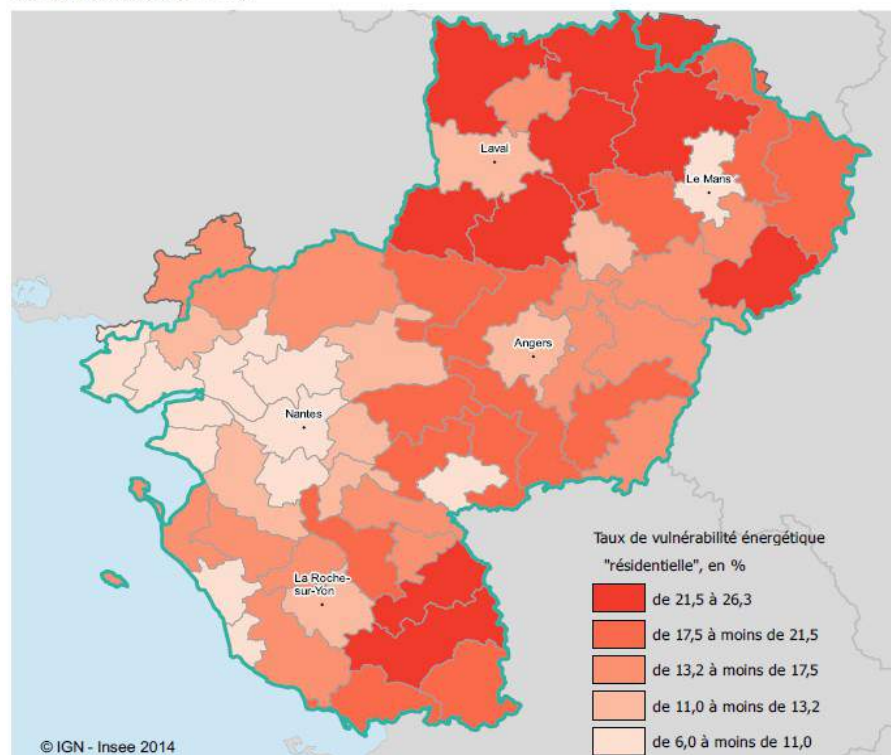 Laval
Le Mans
Angers
Nantes
La Roche-
sur-Yon
Taux de vulnérabilité énergétique
"résidentielle", en %
de 21,5 à 26,3
de 17,5 à moins de 21,5
de 13,2 à moins de 17,5
de 11,0 à moins de 13,2
de 6,0 à moins de 11,0
© IGN - Insee 2014